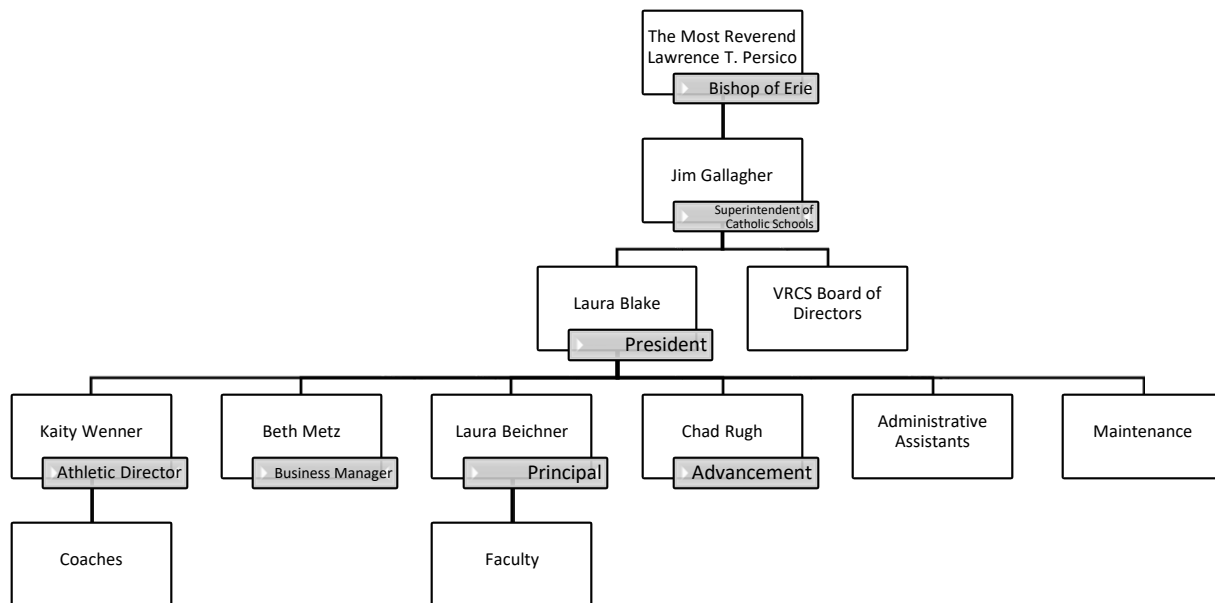 The Most Reverend
Lawrence T. Persico
Bishop of Erie
Jim Gallagher
Superintendent of
Catholic Schools
Laura Blake
President
VRCS Board of
Directors
Kaity Wenner
Athletic Director
Beth Metz
Business Manager
Laura Beichner
Principal
Chad Rugh
Advancement
Administrative
Assistants
Maintenance
Coaches
Faculty